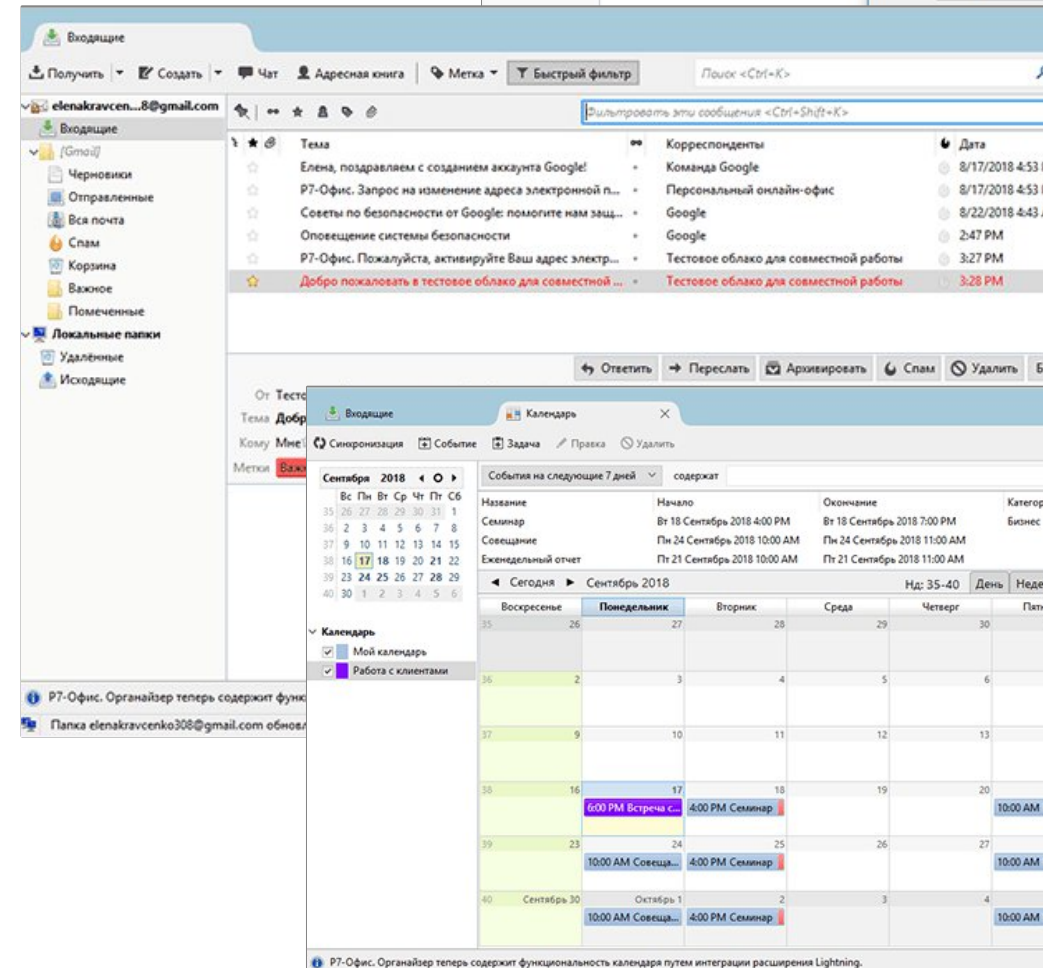 Входящие
Получить Создать Чат Адресная книга Метка Быстрый фильтр Поиск <Ctrl+K>
elenakravcen...8@gmail.com Фильтровать эти сообщения <Ctrl+Shift+K>
Входящие
[Gmail]
Черновики
Отправленные
Вся почта
Спам
Корзина
Важное
Помеченные
Локальные папки
Удалённые
Исходящие
Тема Корреспонденты Дата
Елена, поздравляем с созданием аккаунта Google! Команда Google 8/17/2018 4:53
Р7-Офис. Запрос на изменение адреса электронной п... Персональный онлайн-офис 8/17/2018 4:53
Советы по безопасности от Google: помогите нам защ... Google 8/22/2018 4:43
Оповещение системы безопасности Google 2:47 PM
Р7-Офис. Пожалуйста, активируйте Ваш адрес электр... Тестовое облако для совместной работы 3:27 PM
Добро пожаловать в тестовое облако для совместной ... Тестовое облако для совместной работы 3:28 PM
Ответить Переслать Архивировать Спам Удалить
От
Тема
Кому Мне
Метки
Р7-Офис. Органайзер теперь содержит
Папка elenakravcenko308@gmail.com
Входящие Календарь
Синхронизация Событие Задача Правка Удалить
Сентября 2018
Вс Пн Вт Ср Чт Пт Сб
35 26 27 28 29 30 31 1
36 2 3 4 5 6 7 8
37 9 10 11 12 13 14 15
38 16 17 18 19 20 21 22
39 23 24 25 26 27 28 29
40 30 1 2 3 4 5 6
Календарь
Мой календарь
Работа с клиентами
События на следующие 7 дней содержат
Название Начало Окончание Категор
Семинар Вт 18 Сентябрь 2018 4:00 PM Вт 18 Сентябрь 2018 7:00 PM Бизнес
Совещание Пн 24 Сентябрь 2018 10:00 AM Пн 24 Сентябрь 2018 11:00 AM
Еженедельный отчет Пт 21 Сентябрь 2018 10:00 AM Пт 21 Сентябрь 2018 11:00 AM
Сегодня Сентябрь 2018 Нд: 35-40 День Неде
Воскресенье Понедельник Вторник Среда Четверг Пят
35 26 27 28 29 30
36 2 3 4 5 6
37 9 10 11 12 13
38 16 17 18 19 20
6:00 PM Встреча с... 4:00 PM Семинар 10:00 AM
39 23 24 25 26 27
10:00 AM Совеща... 4:00 PM Семинар 10:00 AM
40 Сентябрь 30 Октябрь 1 2 3 4
10:00 AM Совеща... 4:00 PM Семинар 10:00 AM
Р7-Офис. Органайзер теперь содержит функциональность календаря путем интеграции расширения Lightning.